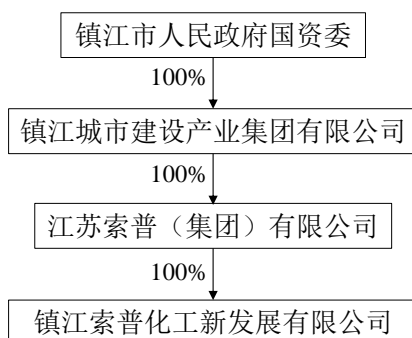 镇江市人民政府国资委
100%
镇江城市建设产业集团有限公司
100%
江苏索普（集团）有限公司
100%
镇江索普化工新发展有限公司